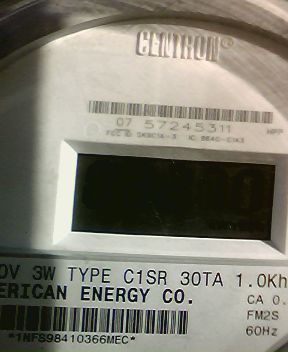 CENTRON®
07 57245311
0V 3W TYPE C1SR 30TA 1.0Kh
ERICAN ENERGY CO.
CA 0.
FM2S
60Hz
*1NFS98410366MEC*